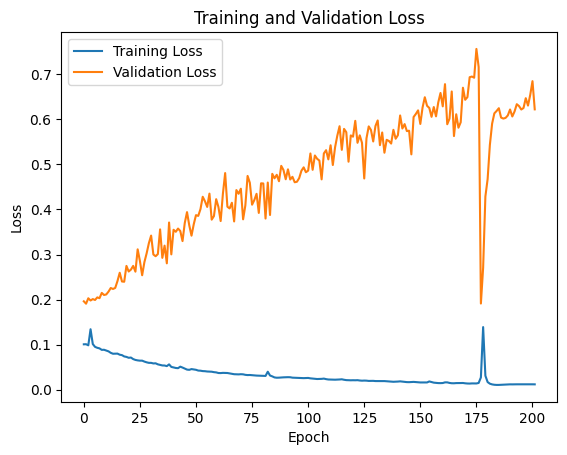 Training and Validation Loss
Training Loss
Validation Loss
Loss
0.7
0.6
0.5
0.4
0.3
0.2
0.1
0.0
0 25 50 75 100 125 150 175 200
Epoch